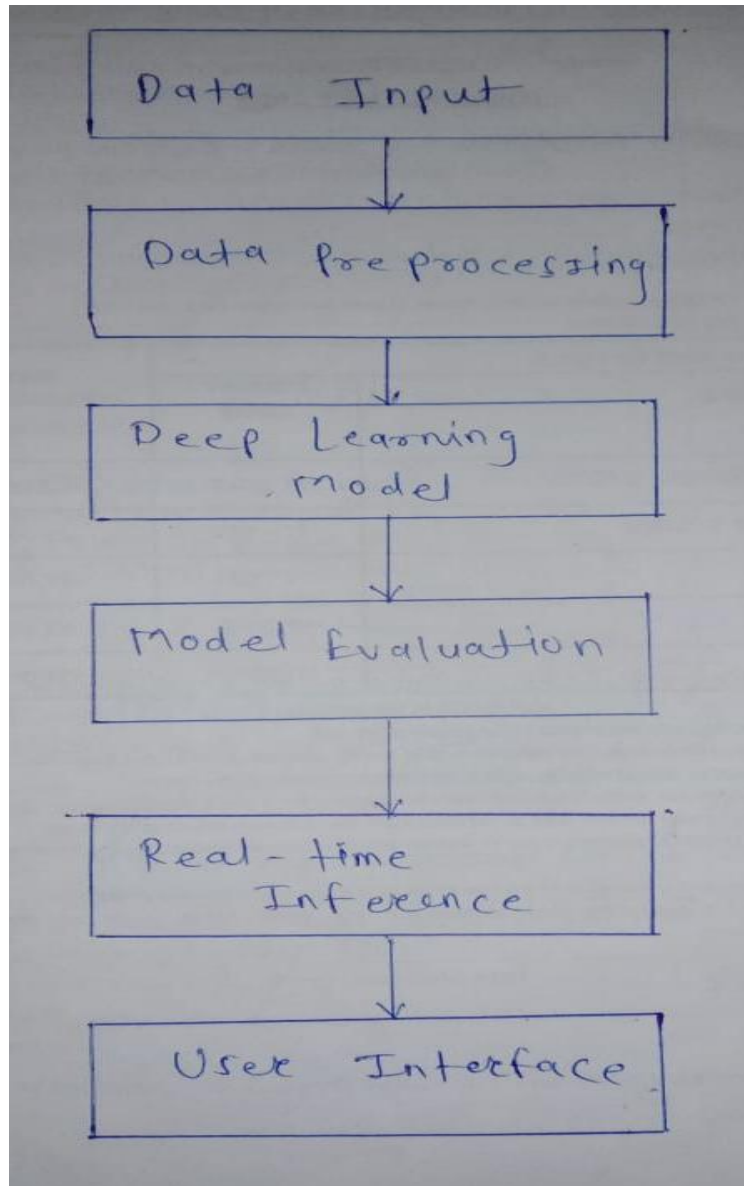 Data Input
Data Preprocessing
Deep Learning
Model
Model Evaluation
Real-time
Inference
User Interface